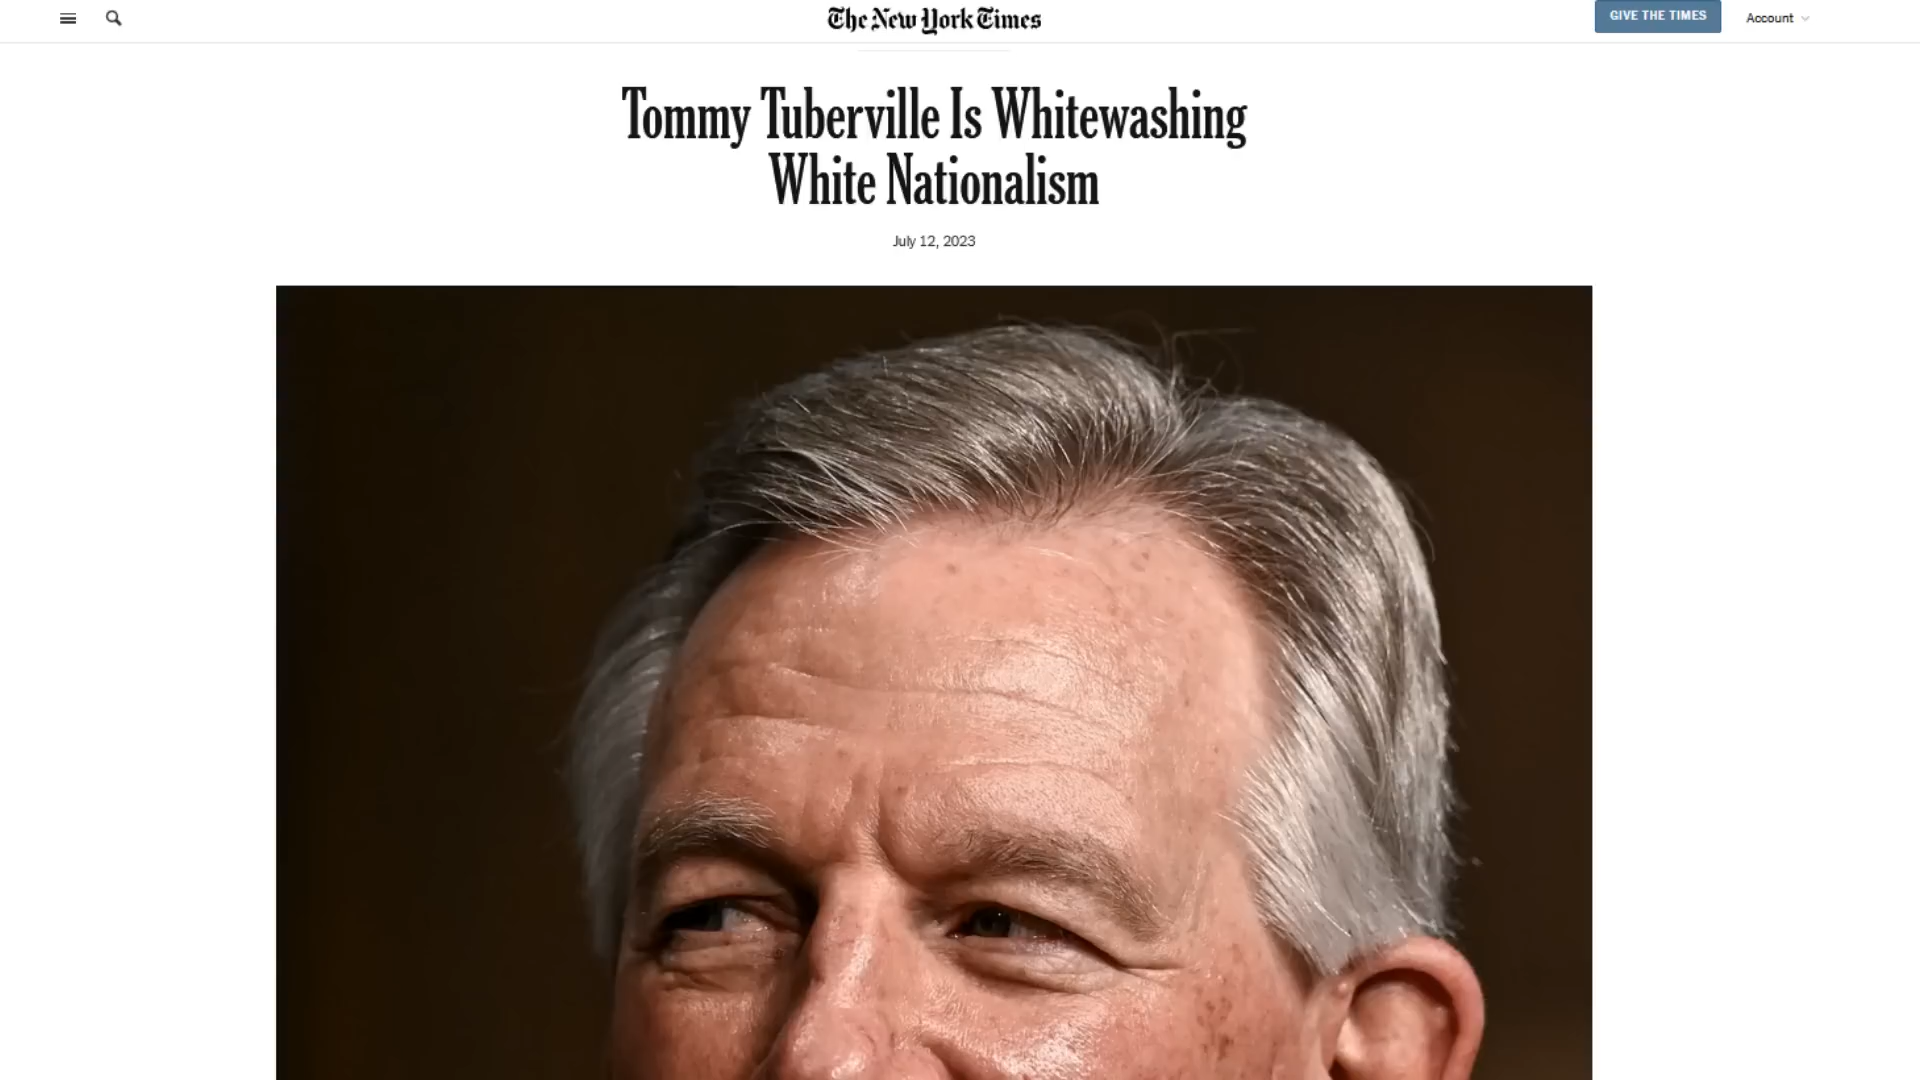 The New York Times
GIVE THE TIMES
Account
Tommy Tuberville Is Whitewashing
White Nationalism
July 12, 2023